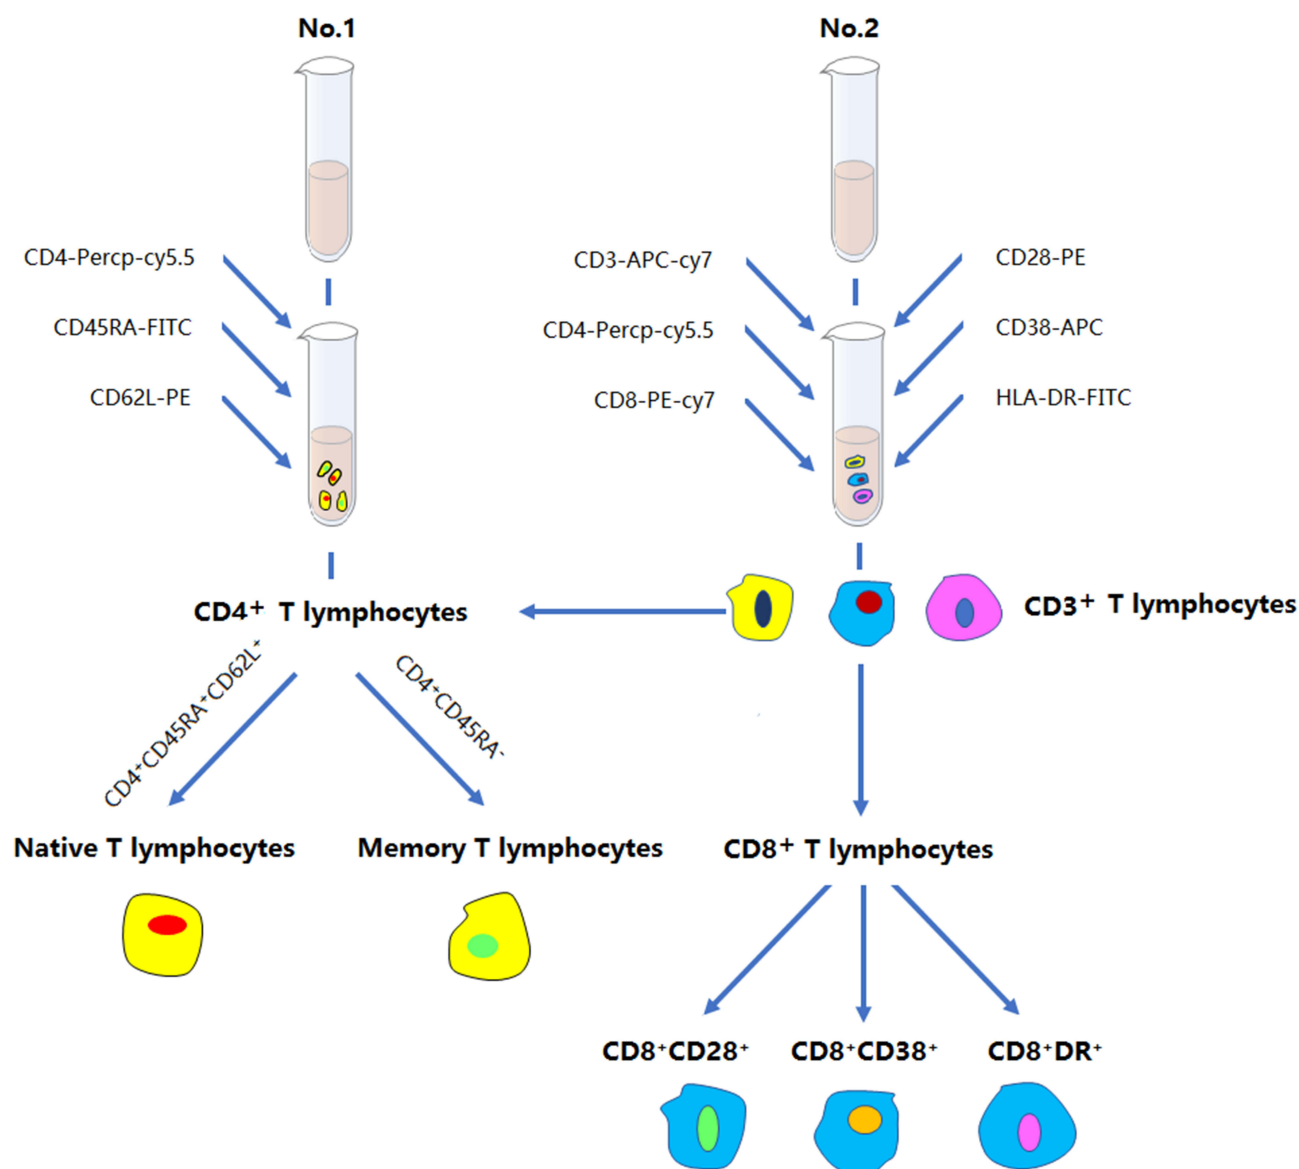 No.1
No.2
CD4-Percp-cy5.5
CD45RA-FITC
CD62L-PE
CD3-APC-cy7
CD4-Percp-cy5.5
CD8-PE-cy7
CD28-PE
CD38-APC
HLA-DR-FITC
CD4⁺ T lymphocytes
CD3⁺ T lymphocytes
CD4⁺CD45RA⁺CD62L⁺
CD4⁺CD45RA⁻
Native T lymphocytes
Memory T lymphocytes
CD8⁺ T lymphocytes
CD8⁺CD28⁺
CD8⁺CD38⁺
CD8⁺DR⁺